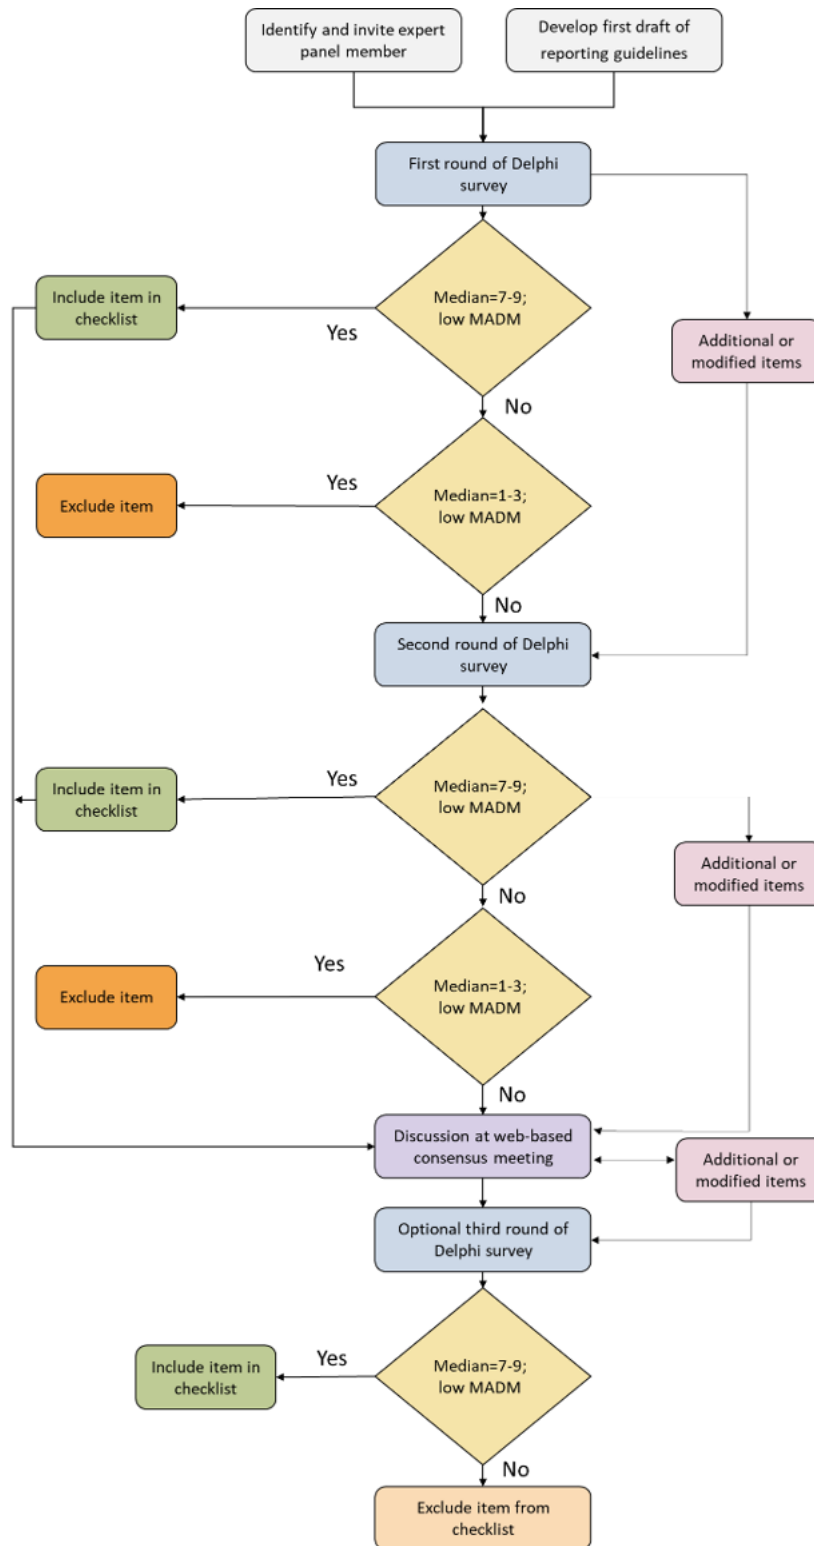 Identify and invite expert
panel member
Develop first draft of
reporting guidelines
First round of Delphi
survey
Median=7-9;
low MADM
Yes
Include item in
checklist
Additional or
modified items
No
Median=1-3;
low MADM
Yes
Exclude item
No
Second round of Delphi
survey
Median=7-9;
low MADM
Yes
Include item in
checklist
Additional or
modified items
No
Median=1-3;
low MADM
Yes
Exclude item
No
Discussion at web-based
consensus meeting
Additional or
modified items
Optional third round of
Delphi survey
Median=7-9;
low MADM
Yes
Include item in
checklist
No
Exclude item from
checklist